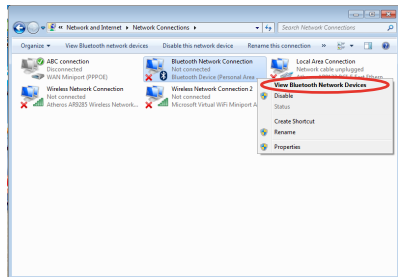 « Network and Internet ▸ Network Connections ▸
Search Network Connections
Organize View Bluetooth network devices Disable this network device Rename this connection »
ABC connection
Disconnected
WAN Miniport (PPPOE)
Bluetooth Network Connection
Not connected
Bluetooth Device (Personal Area...
Local Area Connection
Network cable unplugged
Wireless Network Connection
Not connected
Atheros AR9285 Wireless Network...
Wireless Network Connection 2
Not connected
Microsoft Virtual WiFi Miniport A
View Bluetooth Network Devices
Disable
Status
Create Shortcut
Rename
Properties